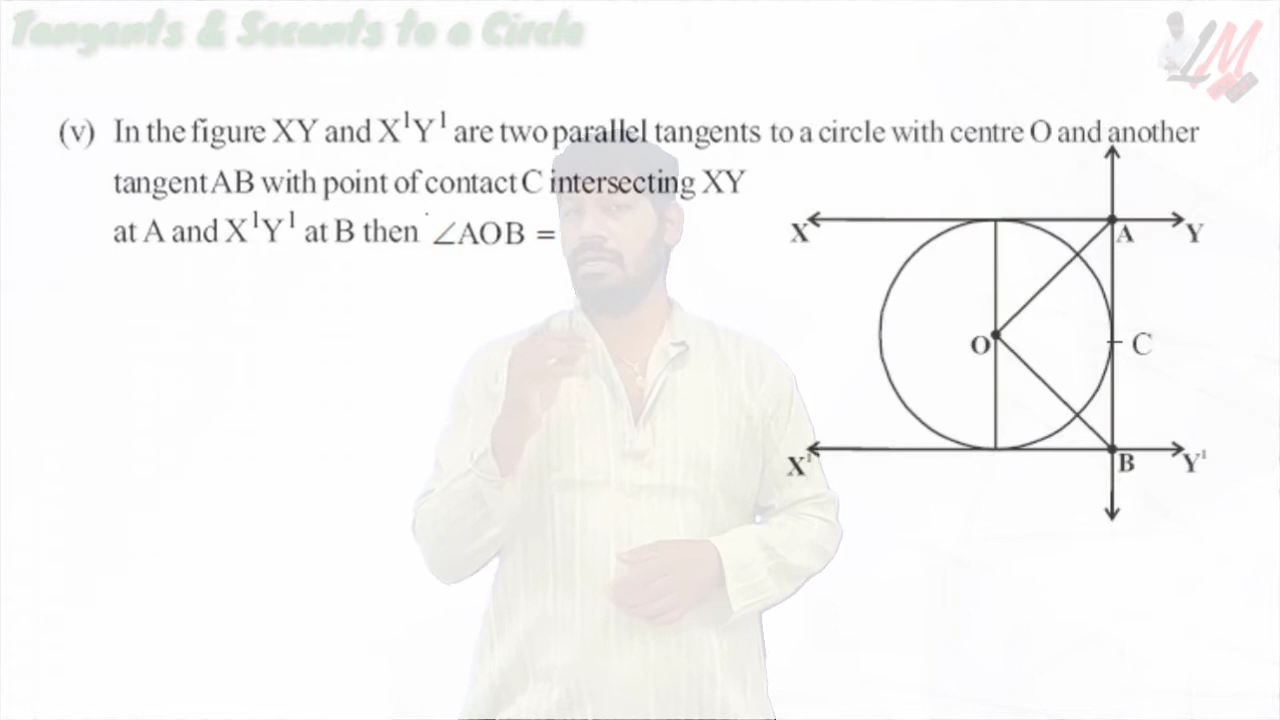 Tangents & Secants to a Circle
LM
(v) In the figure XY and X¹Y¹ are two parallel tangents to a circle with centre O and another
tangent AB with point of contact C intersecting XY
at A and X¹Y¹ at B then ∠AOB =
X
A
Y
O
C
X¹
B
Y¹